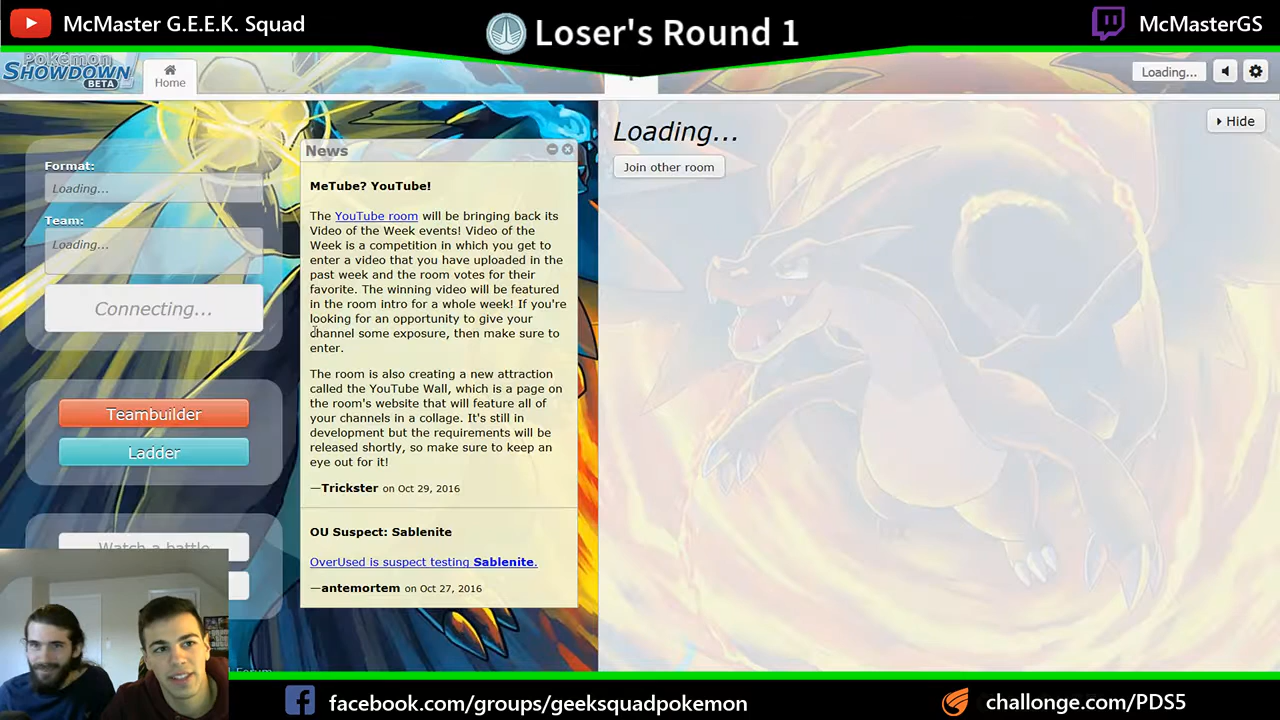 McMaster G.E.E.K. Squad
Loser's Round 1
McMasterGS
Pokémon
SHOWDOWN
BETA
Home
Loading...
Format:
Loading...
Team:
Loading...
Connecting...
Teambuilder
Ladder
Watch a battle
News
MeTube? YouTube!
The YouTube room will be bringing back its
Video of the Week events! Video of the
Week is a competition in which you get to
enter a video that you have uploaded in the
past week and the room votes for their
favorite. The winning video will be featured
in the room intro for a whole week! If you're
looking for an opportunity to give your
channel some exposure, then make sure to
enter.
The room is also creating a new attraction
called the YouTube Wall, which is a page on
the room's website that will feature all of
your channels in a collage. It's still in
development but the requirements will be
released shortly, so make sure to keep an
eye out for it!
—Trickster on Oct 29, 2016
OU Suspect: Sablenite
OverUsed is suspect testing Sablenite.
—antemortem on Oct 27, 2016
Loading...
Join other room
Hide
Forum
facebook.com/groups/geeksquadpokemon
challonge.com/PDS5